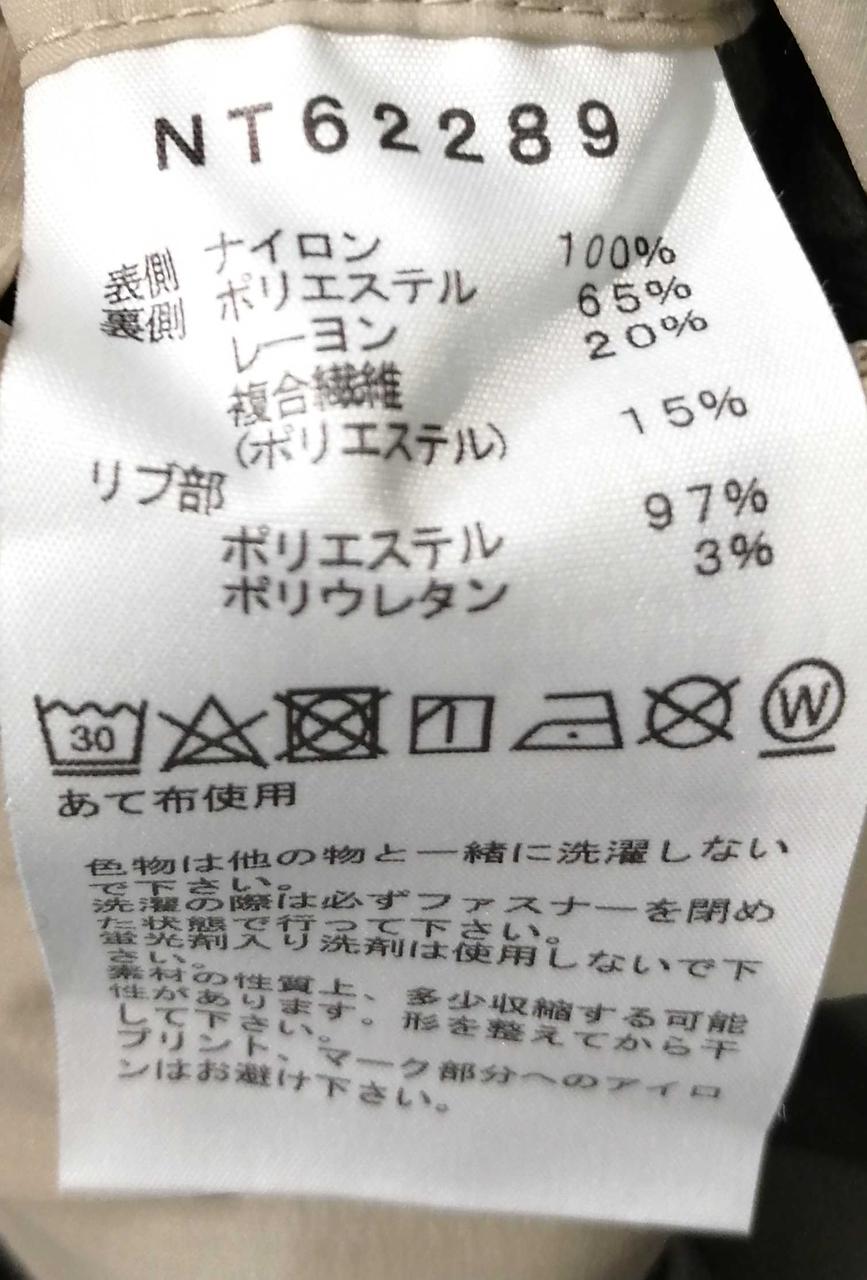 NT62289
表側 ナイロン 100%
裏側 ポリエステル 65%
レーヨン 20%
複合繊維
(ポリエステル) 15%
リブ部
ポリエステル 97%
ポリウレタン 3%
30
W
あて布使用
色物は他の物と一緒に洗濯しない
で下さい。
洗濯の際は必ずファスナーを閉め
た状態で行って下さい。
蛍光剤入り洗剤は使用しないで下
さい。
素材の性質上、多少収縮する可能
性があります。形を整えてから干
して下さい。
プリント、マーク部分へのアイロ
ンはお避け下さい。